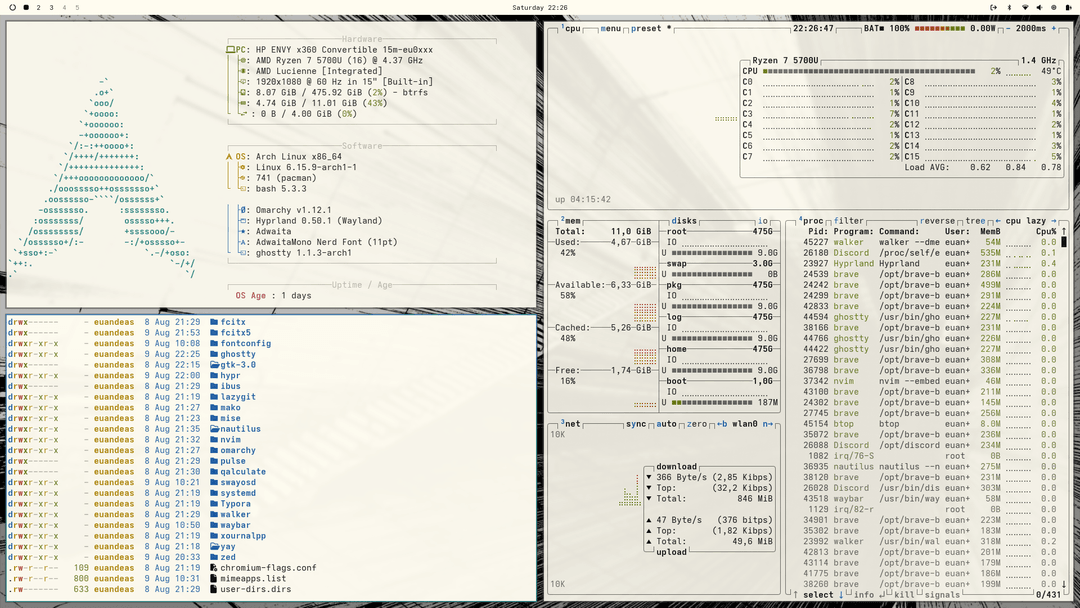 2 3 4 5
Saturday 22:26
Hardware
PC: HP ENVY x360 Convertible 15m-eu0xxx
: AMD Ryzen 7 5700U (16) @ 4.37 GHz
: AMD Lucienne [Integrated]
: 1920x1080 @ 60 Hz in 15" [Built-in]
: 8.07 GiB / 475.92 GiB (2%) - btrfs
: 4.74 GiB / 11.01 GiB (43%)
: 0 B / 4.00 GiB (0%)
Software
OS: Arch Linux x86_64
: Linux 6.15.9-arch1-1
: 741 (pacman)
: bash 5.3.3
: Omarchy v1.12.1
: Hyprland 0.50.1 (Wayland)
: Adwaita
: AdwaitaMono Nerd Font (11pt)
: ghostty 1.1.3-arch1
Uptime / Age
OS Age : 1 days
drwx------ - euandeas 8 Aug 21:29 fcitx
drwxr-xr-x - euandeas 9 Aug 21:53 fcitx5
drwxr-xr-x - euandeas 9 Aug 10:08 fontconfig
drwxr-xr-x - euandeas 9 Aug 22:25 ghostty
drwx------ - euandeas 8 Aug 22:15 gtk-3.0
drwxr-xr-x - euandeas 9 Aug 22:00 hypr
drwx------ - euandeas 8 Aug 21:19 ibus
drwxr-xr-x - euandeas 8 Aug 21:19 lazygit
drwxr-xr-x - euandeas 8 Aug 21:27 mako
drwxr-xr-x - euandeas 8 Aug 21:23 mise
drwx------ - euandeas 8 Aug 21:35 nautilus
drwxr-xr-x - euandeas 8 Aug 21:32 nvim
drwxr-xr-x - euandeas 8 Aug 21:27 omarchy
drwx------ - euandeas 8 Aug 21:29 pulse
drwxr-xr-x - euandeas 8 Aug 21:30 qalculate
drwxr-xr-x - euandeas 9 Aug 10:21 swayosd
drwxr-xr-x - euandeas 8 Aug 21:19 systemd
drwx------ - euandeas 8 Aug 21:19 Typora
drwxr-xr-x - euandeas 8 Aug 21:29 walker
drwxr-xr-x - euandeas 9 Aug 10:50 waybar
drwxr-xr-x - euandeas 8 Aug 21:19 xournalpp
drwxr-xr-x - euandeas 8 Aug 21:18 yay
drwxr-xr-x - euandeas 9 Aug 20:33 zed
.rw-r--r-- 109 euandeas 8 Aug 21:19 chromium-flags.conf
.rw------- 800 euandeas 9 Aug 10:31 mimeapps.list
.rw------- 633 euandeas 8 Aug 21:29 user-dirs.dirs
1cpu menu preset * 22:26:47 BAT■ 100% 0.00W - 2000ms +
Ryzen 7 5700U 1.4 GHz
CPU 2% 49°C
C0 2% C8 3%
C1 2% C9 1%
C2 1% C10 4%
C3 7% C11 1%
C4 2% C12 2%
C5 1% C13 1%
C6 2% C14 3%
C7 2% C15 5%
Load AVG: 0.62 0.84 0.78
up 04:15:42
2mem
Total: 11,0 GiB
Used: 4,67 GiB
42%
Available: 6,33 GiB
58%
Cached: 5,26 GiB
48%
Free: 1,74 GiB
16%
disks io
root 475G
IO
U 9.0G
swap 3.0G
U 0B
pkg 475G
IO
U 9.0G
log 475G
IO
U 9.0G
home 475G
IO
U 9.0G
boot 1,0G
IO
U 187M
3net sync auto zero ←b wlan0 n→
10K
download
▼ 366 Byte/s (2,85 Kibps)
▼ Top: (32,2 Kibps)
▼ Total: 846 MiB
▲ 47 Byte/s (376 bitps)
▲ Top: (1,82 Kibps)
▲ Total: 49,6 MiB
upload
10K
4proc filter reverse tree ← cpu lazy →
Pid: Program: Command: User: MemB Cpu% ↑
45227 walker walker --dme euan+ 54M 0.0
26180 Discord /proc/self/e euan+ 535M 0.1
23927 Hyprland Hyprland euan+ 231M 0.4
24539 brave /opt/brave-b euan+ 286M 0.0
24242 brave /opt/brave-b euan+ 499M 0.0
24299 brave /opt/brave-b euan+ 291M 0.0
42834 brave /opt/brave-b euan+ 223M 0.0
44594 ghostty /usr/bin/gho euan+ 227M 0.0
38166 brave /opt/brave-b euan+ 231M 0.0
44766 ghostty /usr/bin/gho euan+ 226M 0.0
44422 ghostty /usr/bin/gho euan+ 227M 0.0
27699 brave /opt/brave-b euan+ 308M 0.0
36798 brave /opt/brave-b euan+ 336M 0.0
37342 nvim nvim --embed euan+ 46M 0.0
43100 brave /opt/brave-b euan+ 211M 0.0
24302 brave /opt/brave-b euan+ 145M 0.0
27745 brave /opt/brave-b euan+ 256M 0.0
45154 btop btop euan+ 8.0M 0.0
35072 brave /opt/brave-b euan+ 236M 0.0
26088 Discord /opt/discord euan+ 234M 0.0
1082 irq/76-S root 0B 0.0
36935 nautilus nautilus --n euan+ 275M 0.0
38120 brave /opt/brave-b euan+ 231M 0.0
26028 Discord /usr/bin/dis euan+ 303M 0.0
43518 waybar /usr/bin/way euan+ 58M 0.0
1129 irq/82-r root 0B 0.0
34901 brave /opt/brave-b euan+ 223M 0.0
35302 brave /opt/brave-b euan+ 183M 0.0
23992 walker /usr/bin/wal euan+ 318M 0.2
42813 brave /opt/brave-b euan+ 201M 0.0
43114 brave /opt/brave-b euan+ 179M 0.0
41775 brave /opt/brave-b euan+ 186M 0.0
38260 brave /opt/brave-b euan+ 199M 0.0 ↓
↑ select ↓ info ↵ kill signals 0/431